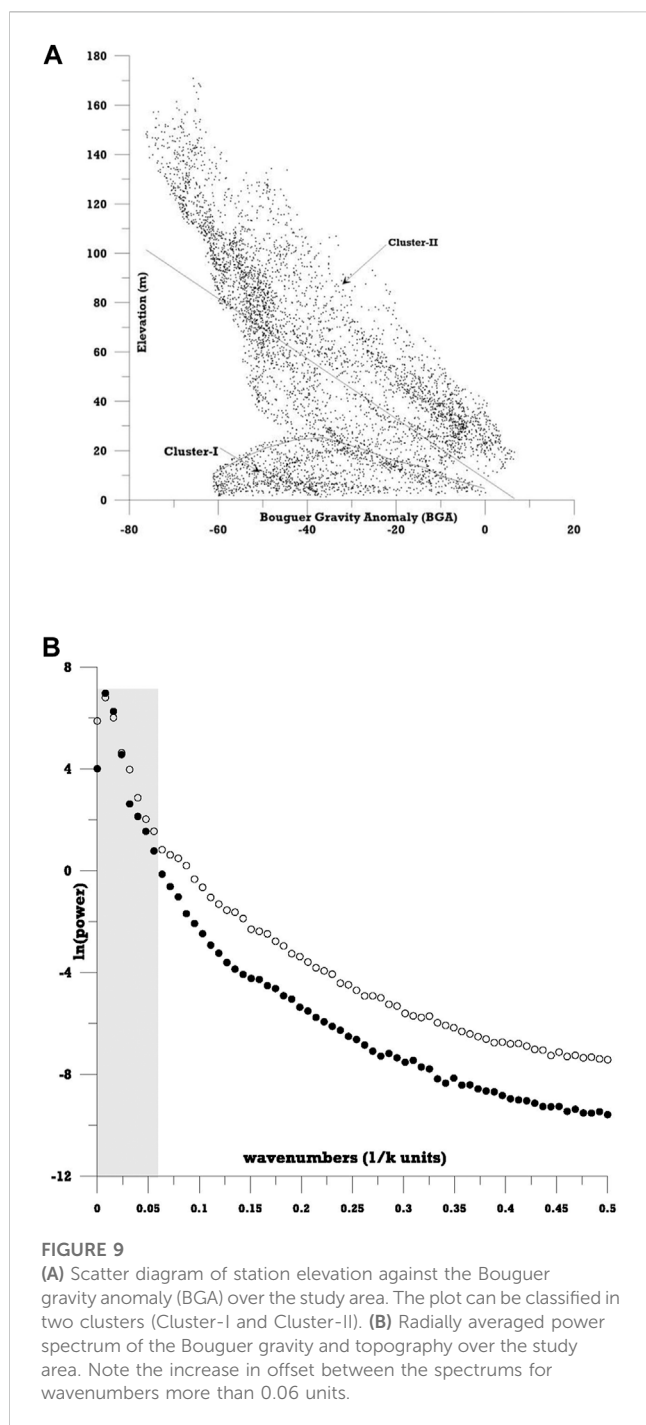 A
180
160
140
120
100
80
60
40
20
0
Elevation (m)
Cluster-II
Cluster-I
-80
-60
-40
-20
0
20
Bouguer Gravity Anomaly (BGA)
B
8
4
0
-4
-8
-12
ln(power)
wavenumbers (1/k units)
0
0.05
0.1
0.15
0.2
0.25
0.3
0.35
0.4
0.45
0.5
FIGURE 9
(A) Scatter diagram of station elevation against the Bouguer
gravity anomaly (BGA) over the study area. The plot can be classified in
two clusters (Cluster-I and Cluster-II). (B) Radially averaged power
spectrum of the Bouguer gravity and topography over the study
area. Note the increase in offset between the spectrums for
wavenumbers more than 0.06 units.